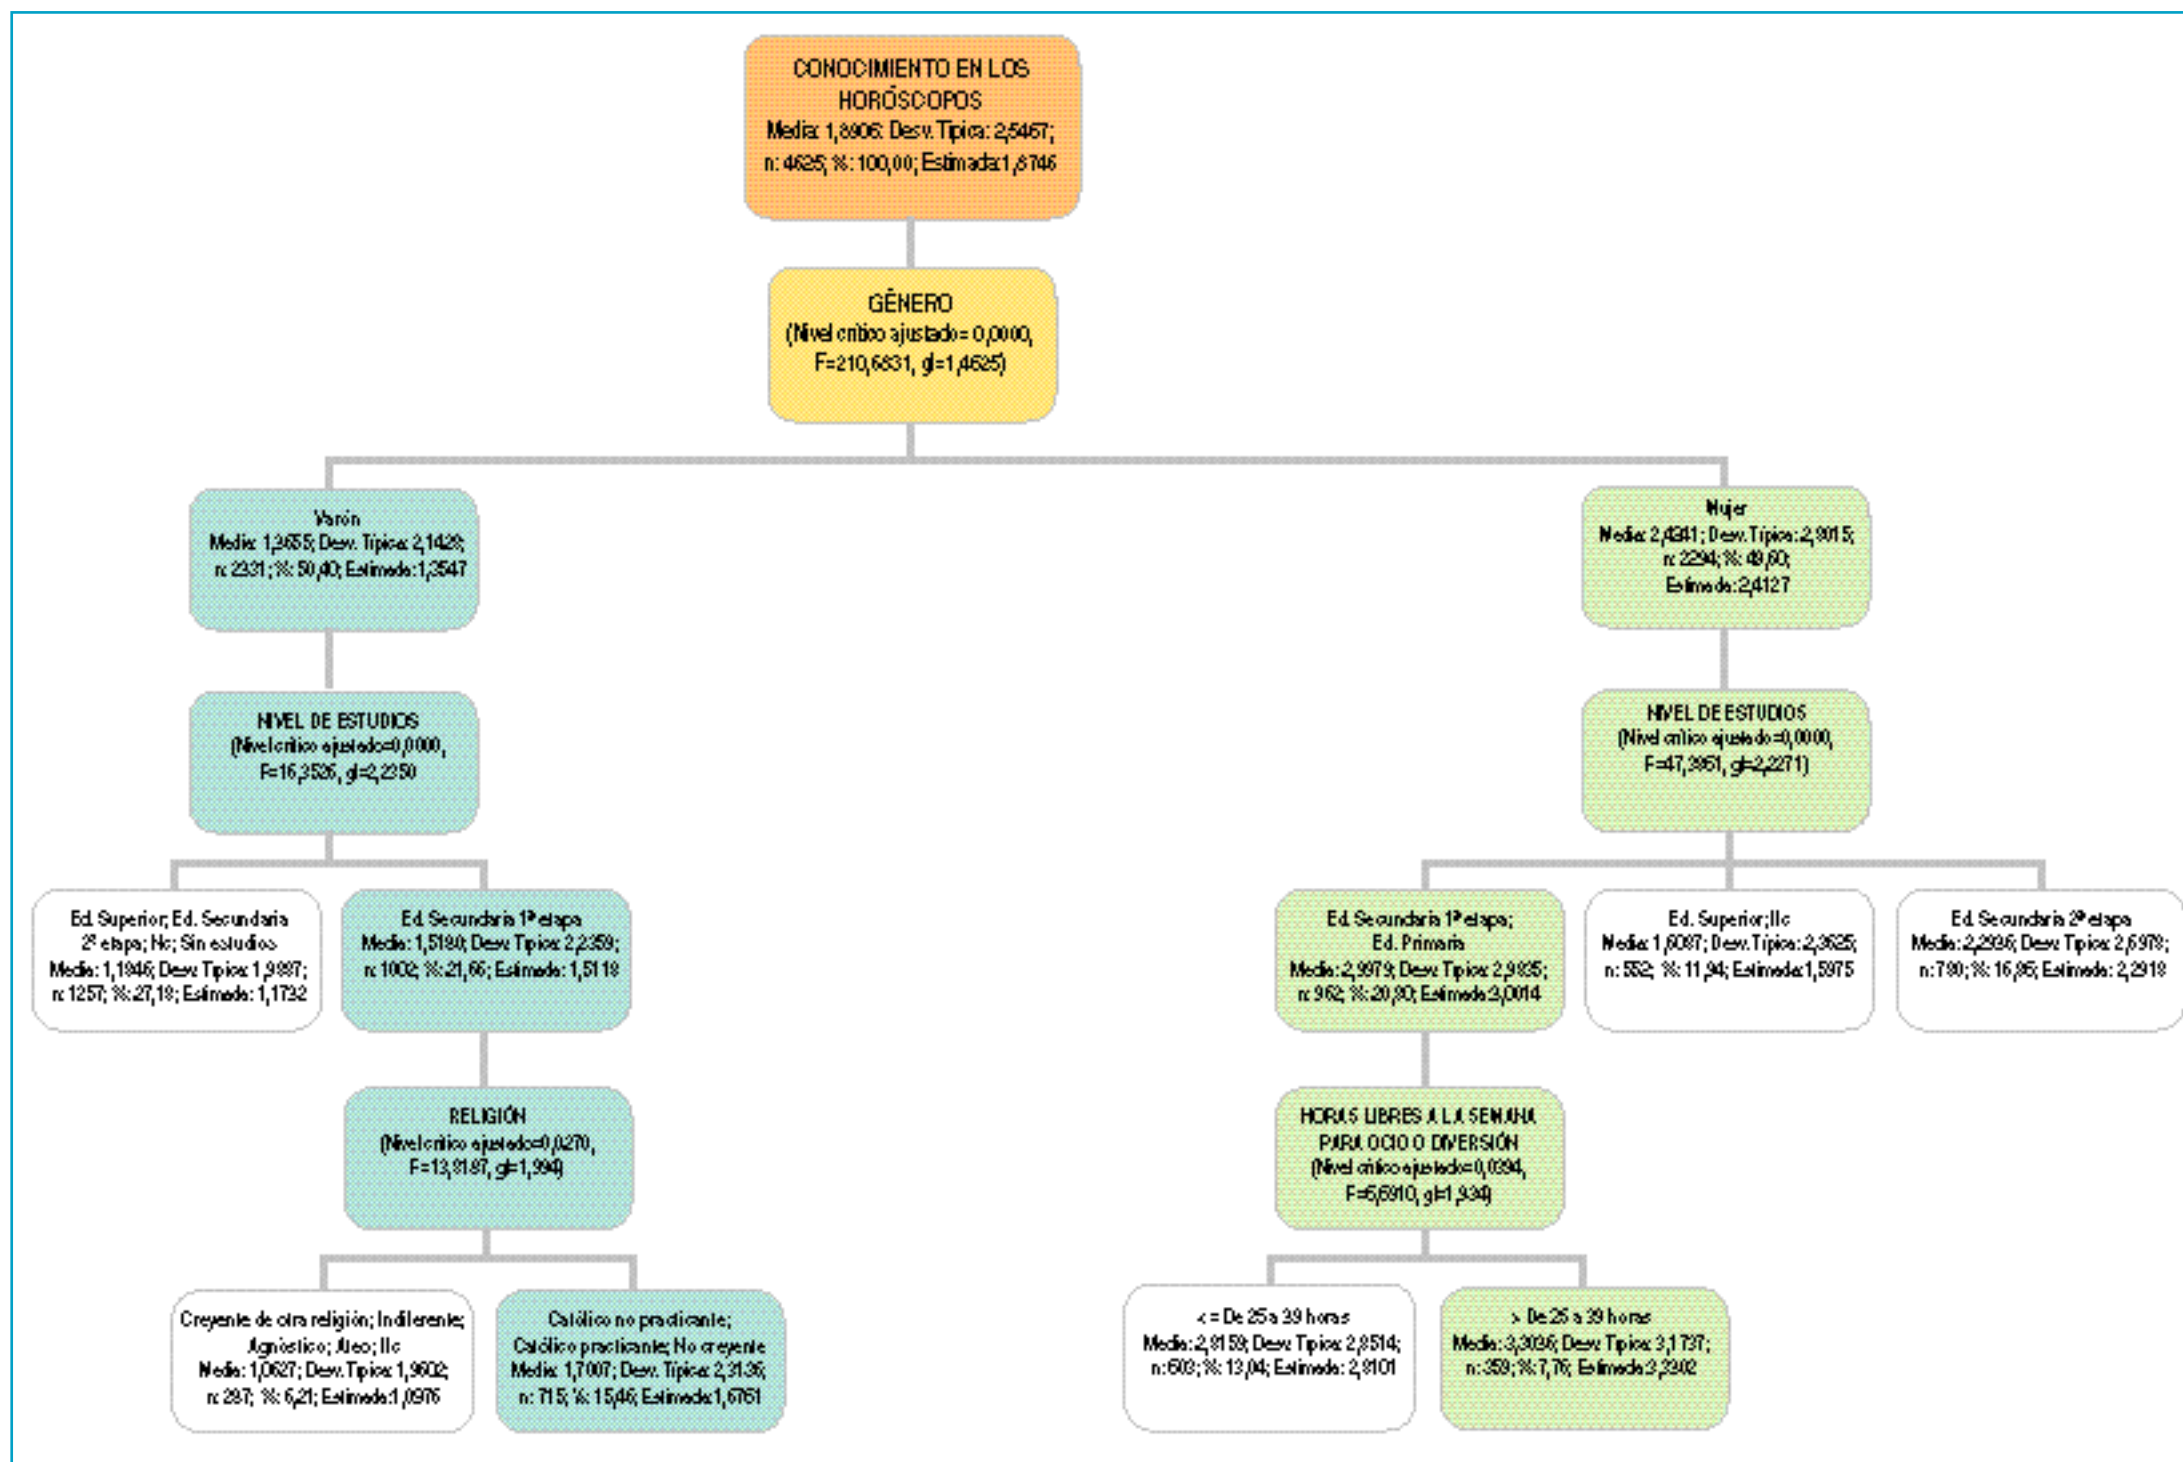 CONOCIMIENTO EN LOS
HORÓSCOPOS
Media: 1,8906; Desv. Típica: 2,5467;
n: 4625; %: 100,00; Estimada:1,8746
GÉNERO
(Nivel crítico ajustado= 0,0000,
F=210,6831, gl=1,4625)
Varón
Media: 1,3655; Desv. Típica: 2,1428;
n: 2331; %: 50,40; Estimada:1,3547
Mujer
Media: 2,4341; Desv. Típica: 2,8015;
n: 2294; %: 49,60;
Estimada:2,4127
NIVEL DE ESTUDIOS
(Nivel crítico ajustado=0,0000,
F=16,3526, gl=2,2350
NIVEL DE ESTUDIOS
(Nivel crítico ajustado=0,0000,
F=47,3951, gl=2,2271)
Ed. Superior; Ed. Secundaria
2ª etapa; Nc; Sin estudios
Media: 1,1846; Desv. Típica: 1,9887;
n: 1257; %:27,18; Estimada: 1,1732
Ed. Secundaria 1ª etapa
Media: 1,5180; Desv. Típica: 2,2359;
n: 1002; %:21,66; Estimada: 1,5118
Ed. Secundaria 1ª etapa;
Ed. Primaria
Media: 2,9979; Desv. Típica: 2,9835;
n: 962; %:20,80; Estimada:3,0014
Ed. Superior; Nc
Media: 1,6087; Desv. Típica: 2,3625;
n: 552; %: 11,94; Estimada:1,5975
Ed. Secundaria 2ª etapa
Media: 2,2936; Desv. Típica: 2,6978;
n: 780; %: 16,85; Estimada: 2,2918
RELIGIÓN
(Nivel crítico ajustado=0,0270,
F=13,8187, gl=1,994)
HORAS LIBRES A LA SEMANA
PARA OCIO O DIVERSIÓN
(Nivel crítico ajustado=0,0394,
F=6,6910, gl=1,934)
Creyente de otra religión; Indiferente;
Agnóstico; Ateo; Nc
Media: 1,0627; Desv. Típica: 1,9602;
n: 287; %: 6,21; Estimada:1,0976
Católico no practicante;
Católico practicante; No creyente
Media: 1,7007; Desv. Típica: 2,3136;
n: 715; %: 15,46; Estimada:1,6761
< = De 25 a 39 horas
Media: 2,8159; Desv. Típica: 2,8514;
n: 603; %: 13,04; Estimada: 2,8101
> De 25 a 39 horas
Media: 3,3036; Desv. Típica: 3,1737;
n: 359; %: 7,76; Estimada:3,3302